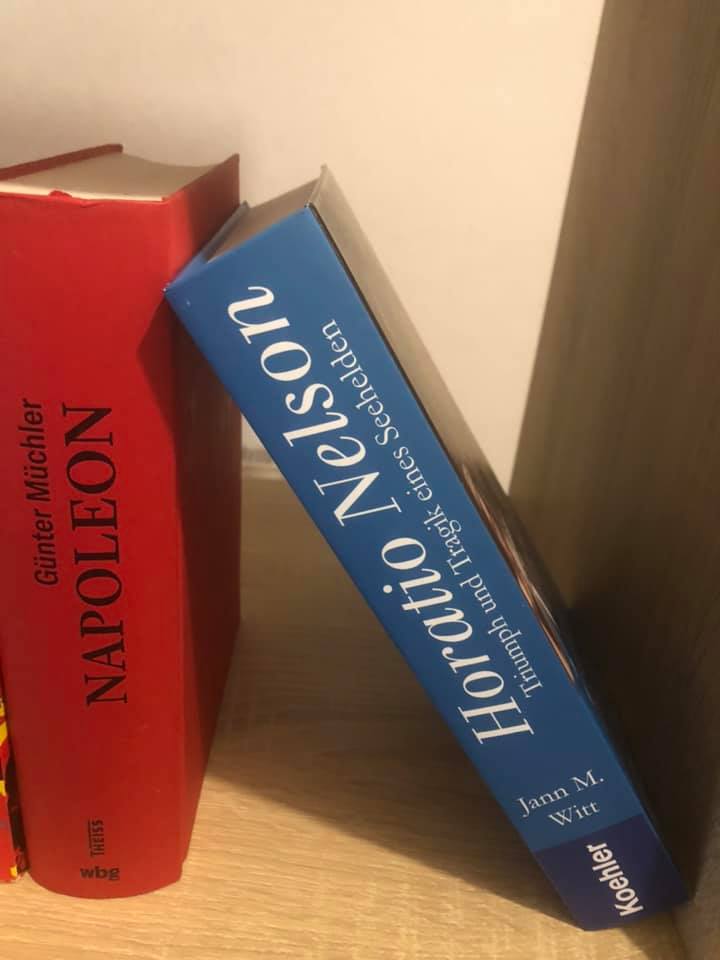 Günter Müchler
NAPOLEON
THEISS
wbg
Horatio Nelson
Triumph und Tragik eines Seehelden
Jann M.
Witt
Koehler